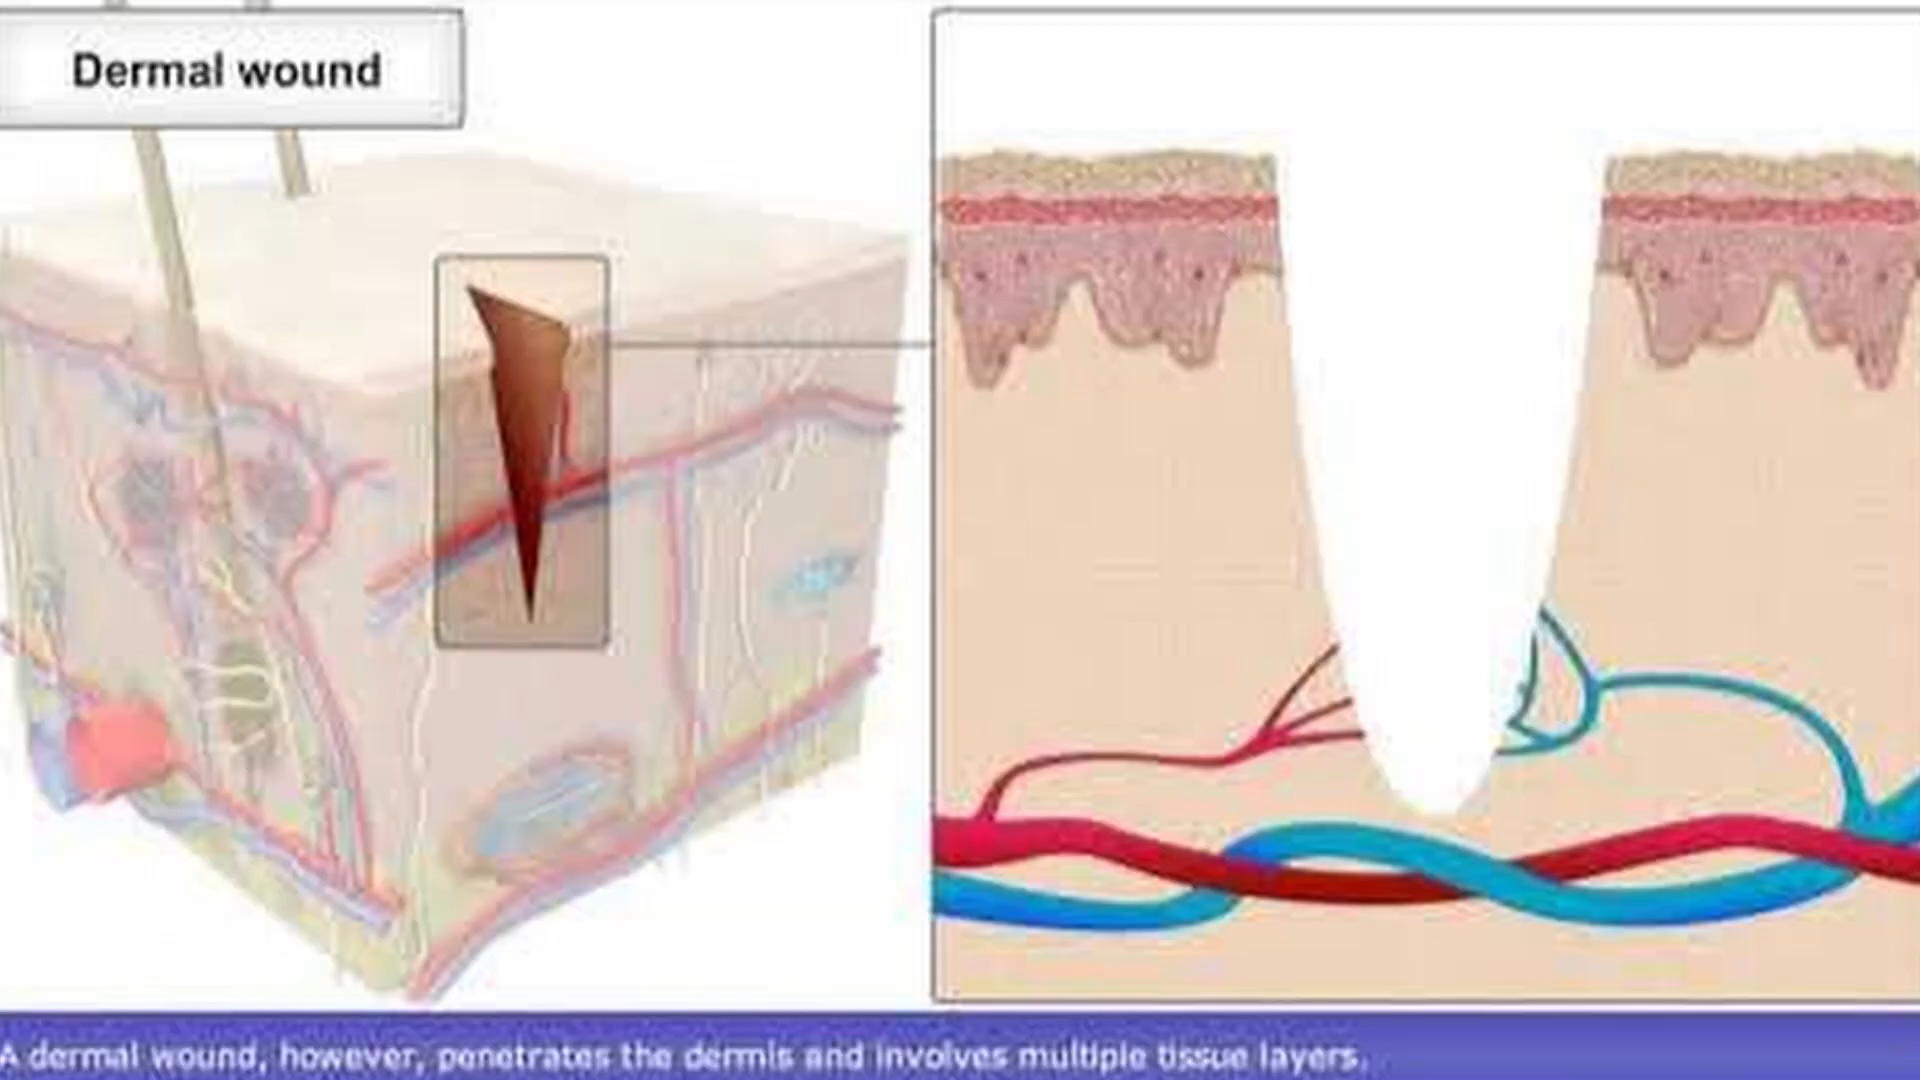 Dermal wound
A dermal wound, however, penetrates the dermis and involves multiple tissue layers.